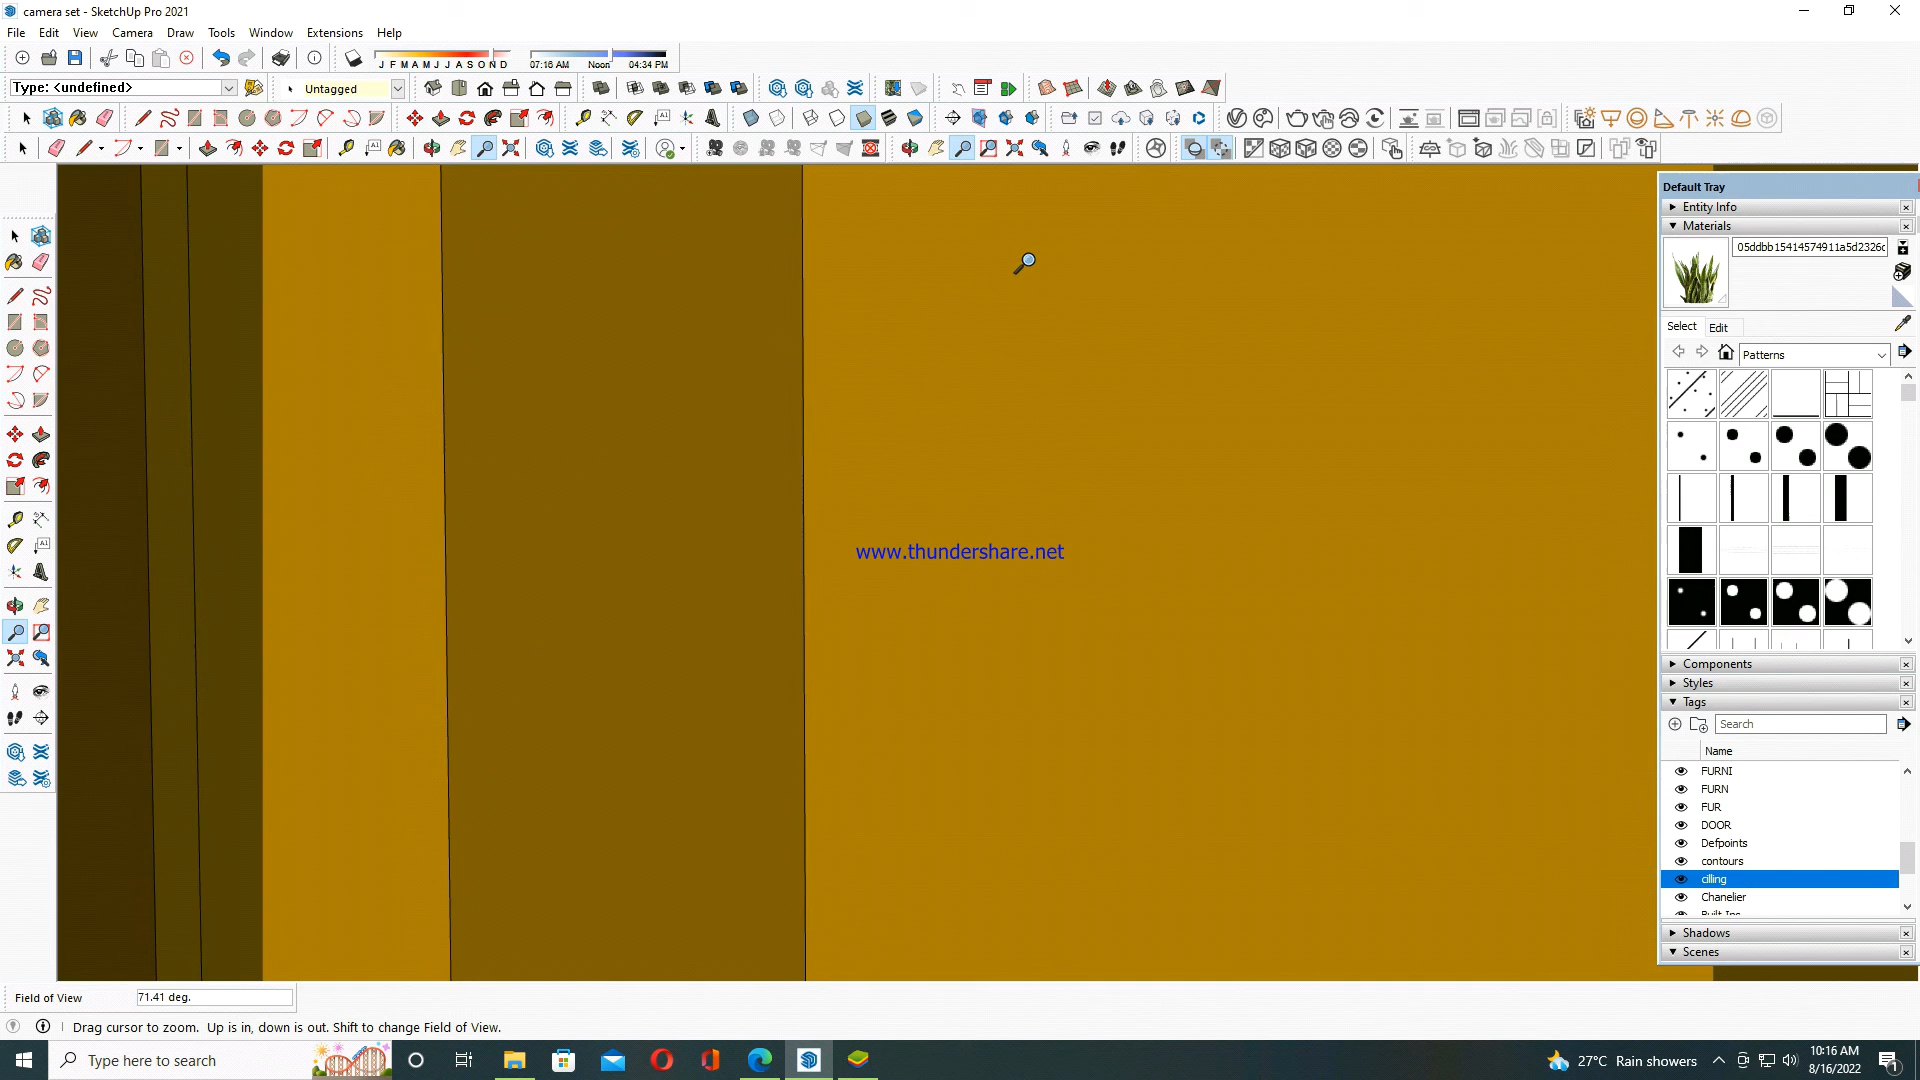 camera set - SketchUp Pro 2021
File Edit View Camera Draw Tools Window Extensions Help
J F M A M J J A S O N D
07:16 AM Noon 04:34 PM
Type: <undefined>
Untagged
Default Tray
Entity Info
Materials
05ddbb15414574911a5d2326c
Select Edit
Patterns
www.thundershare.net
Components
Styles
Tags
Search
Name
FURNI
FURN
FUR
DOOR
Defpoints
contours
cilling
Chanelier
Built Ins
Shadows
Scenes
Field of View 71.41 deg.
Drag cursor to zoom. Up is in, down is out. Shift to change Field of View.
Type here to search
27°C Rain showers
10:16 AM
8/16/2022
1